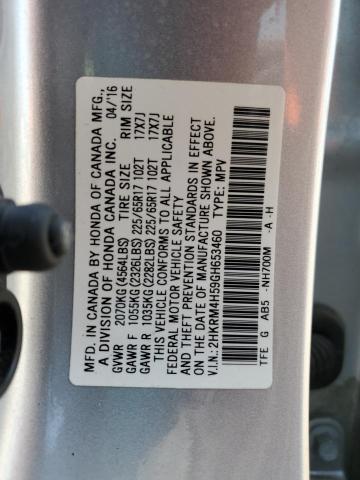 MFD. IN CANADA BY HONDA OF CANADA MFG.,
A DIVISION OF HONDA CANADA INC. 04/'16
GVWR 2070KG(4564LBS) TIRE SIZE RIM SIZE
GAWR F 1055KG(2326LBS) 225/65R17 102T 17X7J
GAWR R 1035KG(2282LBS) 225/65R17 102T 17X7J
THIS VEHICLE CONFORMS TO ALL APPLICABLE
FEDERAL MOTOR VEHICLE SAFETY
AND THEFT PREVENTION STANDARDS IN EFFECT
ON THE DATE OF MANUFACTURE SHOWN ABOVE.
V.I.N.: 2HKRM4H59GH653460 TYPE: MPV
TFE G AB5 -NH700M -A -H